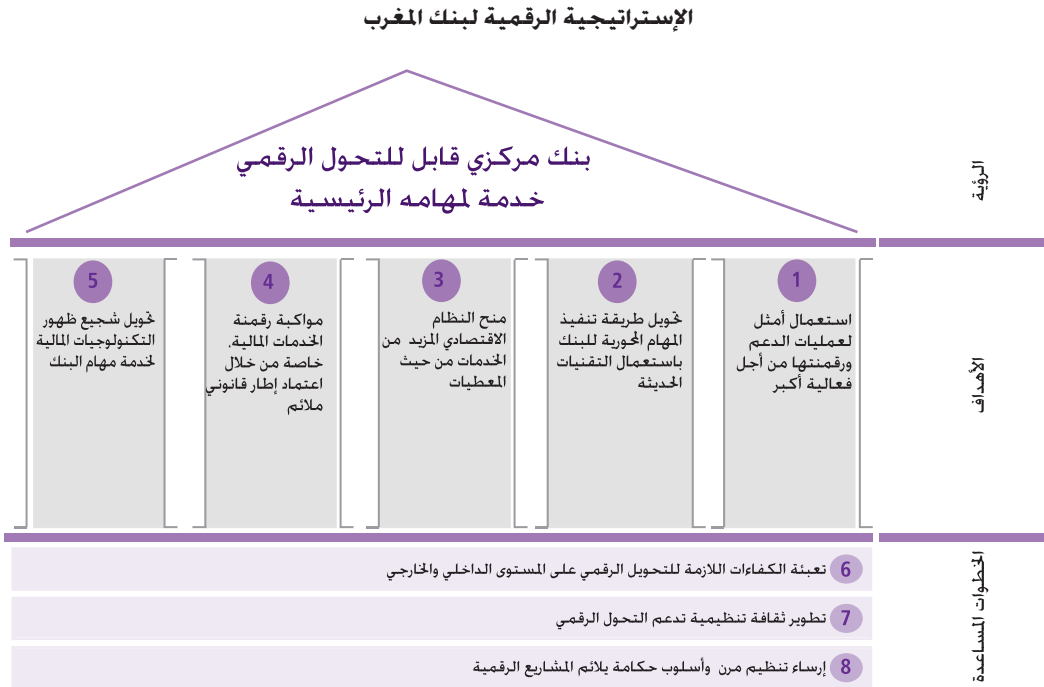 الإستراتيجية الرقمية لبنك المغرب
الرؤية
بنك مركزي قابل للتحول الرقمي
خدمة لمهامه الرئيسية
الأهداف
1
استعمال أمثل
لعمليات الدعم
ورقمنتها من أجل
فعالية أكبر
2
تحويل طريقة تنفيذ
المهام المحورية للبنك
باستعمال التقنيات
الحديثة
3
منح النظام
الاقتصادي المزيد من
الخدمات من حيث
المعطيات
4
مواكبة رقمنة
الخدمات المالية،
خاصة من خلال
اعتماد إطار قانوني
ملائم
5
تحويل شجيع ظهور
التكنولوجيات المالية
لخدمة مهام البنك
الخطوات المساعدة
6 تعبئة الكفاءات اللازمة للتحويل الرقمي على المستوى الداخلي والخارجي
7 تطوير ثقافة تنظيمية تدعم التحول الرقمي
8 إرساء تنظيم مرن وأسلوب حكامة يلائم المشاريع الرقمية